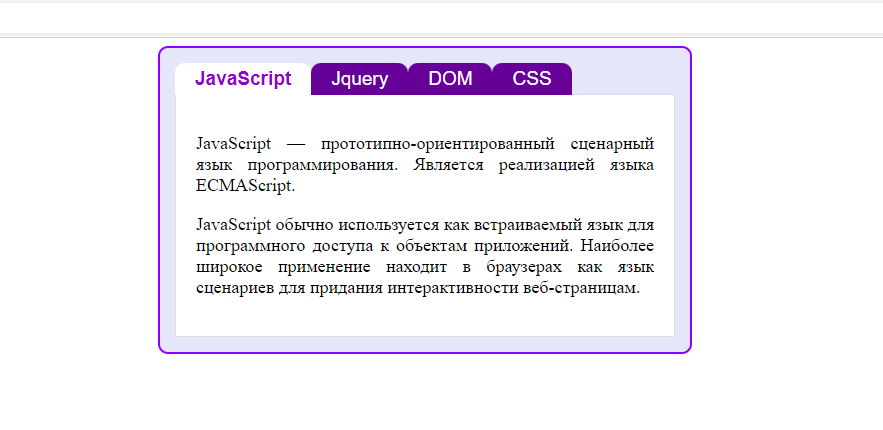 JavaScript Jquery DOM CSS
JavaScript — прототипно-ориентированный сценарный
язык программирования. Является реализацией языка
ECMAScript.
JavaScript обычно используется как встраиваемый язык для
программного доступа к объектам приложений. Наиболее
широкое применение находит в браузерах как язык
сценариев для придания интерактивности веб-страницам.